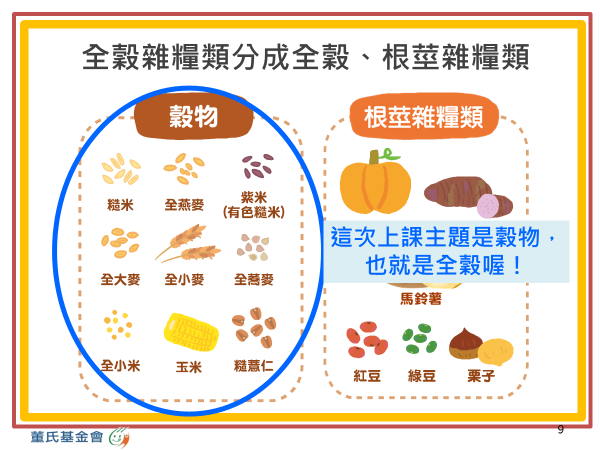 全穀雜糧類分成全穀、根莖雜糧類
穀物
糙米
全燕麥
紫米
(有色糙米)
全大麥
全小麥
全蕎麥
全小米
玉米
糙薏仁
根莖雜糧類
這次上課主題是穀物，
也就是全穀喔！
馬鈴薯
紅豆
綠豆
栗子
董氏基金會
9